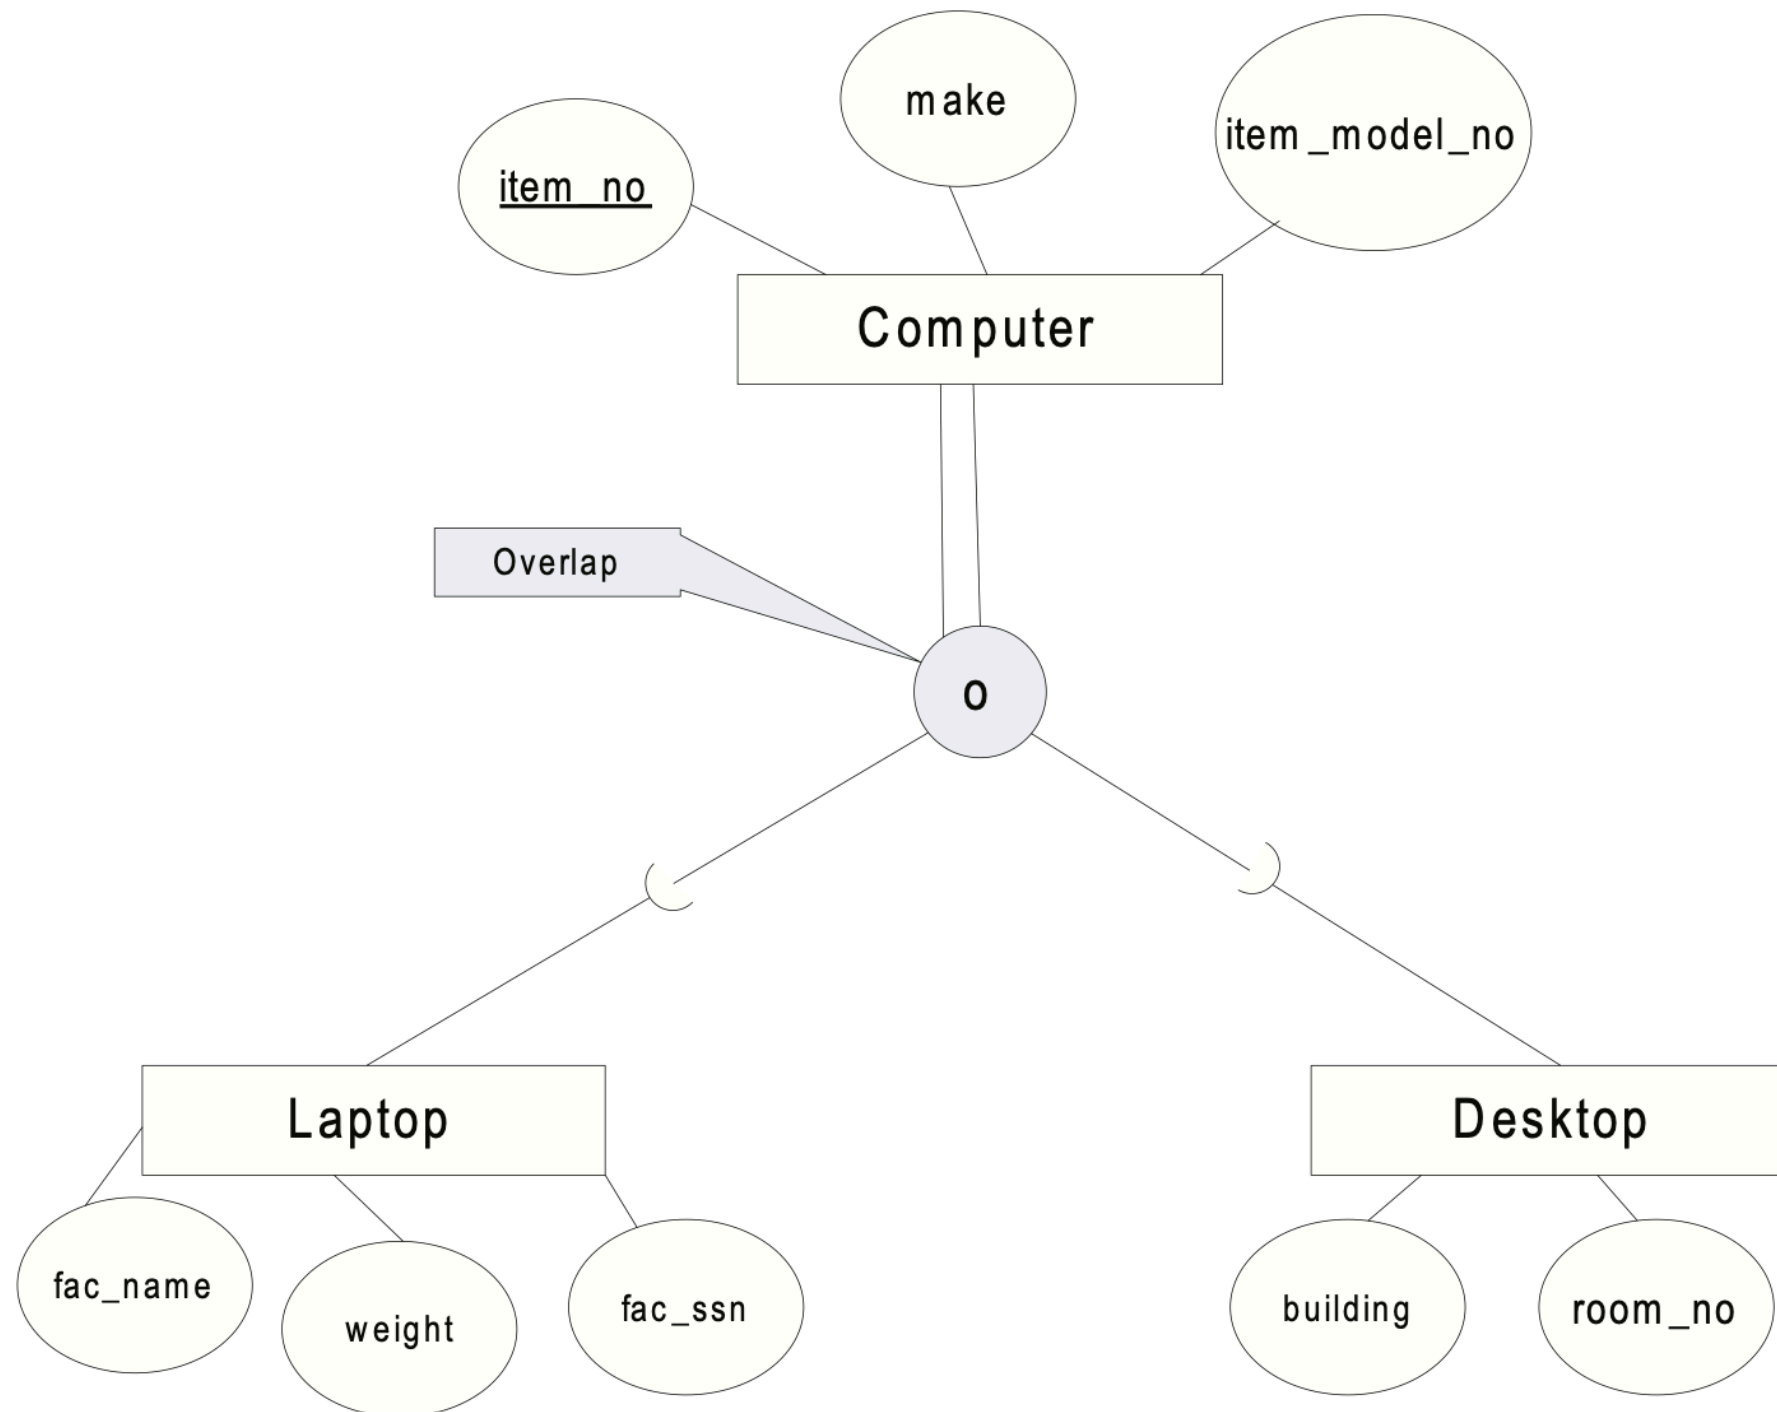 make
item_model_no
item_no
Computer
Overlap
o
Laptop
Desktop
fac_name
weight
fac_ssn
building
room_no